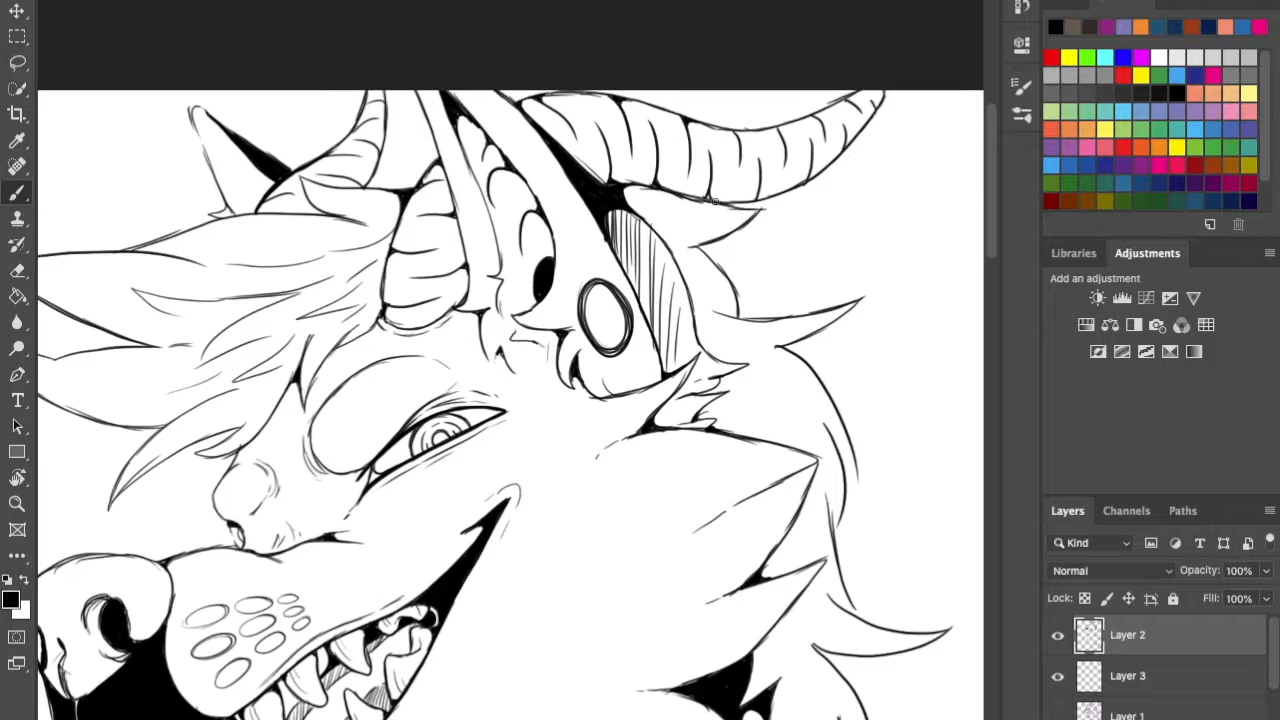 Libraries
Adjustments
Add an adjustment
Layers
Channels
Paths
Kind
Normal
Opacity: 100%
Lock:
Fill: 100%
Layer 2
Layer 3
Layer 1